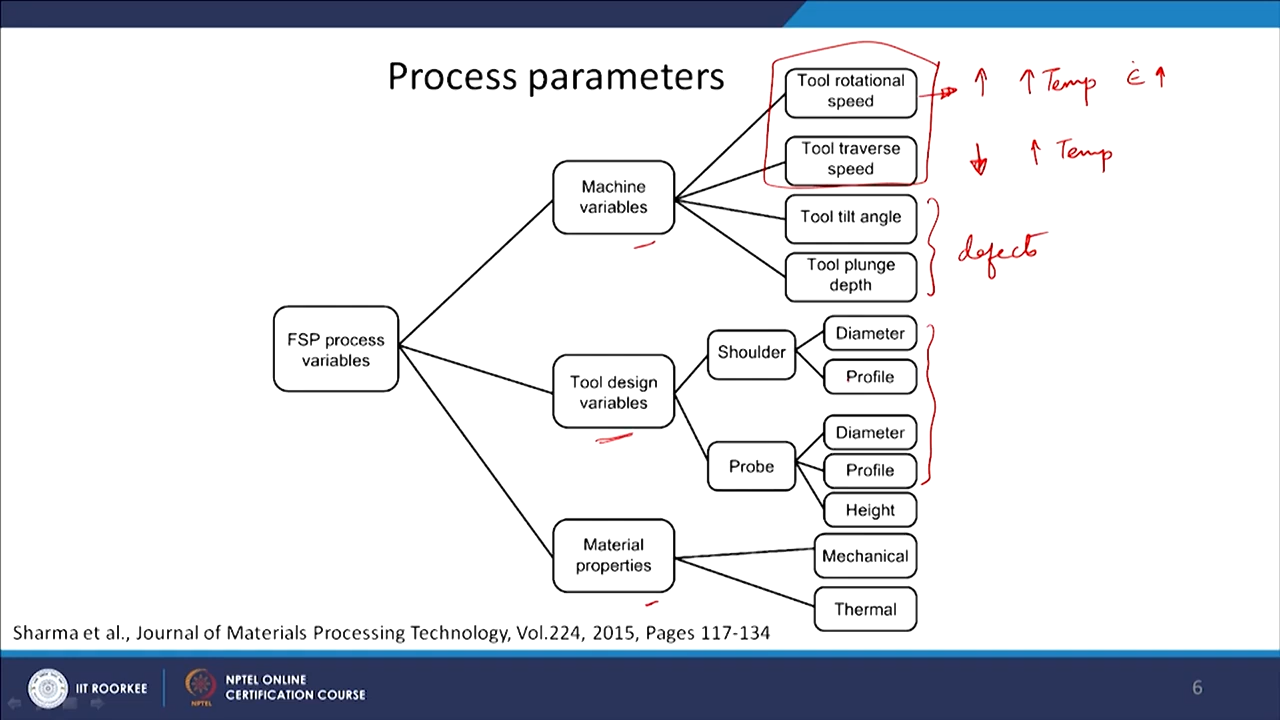 Process parameters
Tool rotational
speed
↑ ↑ Temp ε̇ ↑
Tool traverse
speed
↓ ↑ Temp
Machine
variables
Tool tilt angle
defects
Tool plunge
depth
FSP process
variables
Tool design
variables
Shoulder
Diameter
Profile
Probe
Diameter
Profile
Height
Material
properties
Mechanical
Thermal
Sharma et al., Journal of Materials Processing Technology, Vol.224, 2015, Pages 117-134
IIT ROORKEE
NPTEL
NPTEL ONLINE
CERTIFICATION COURSE
6